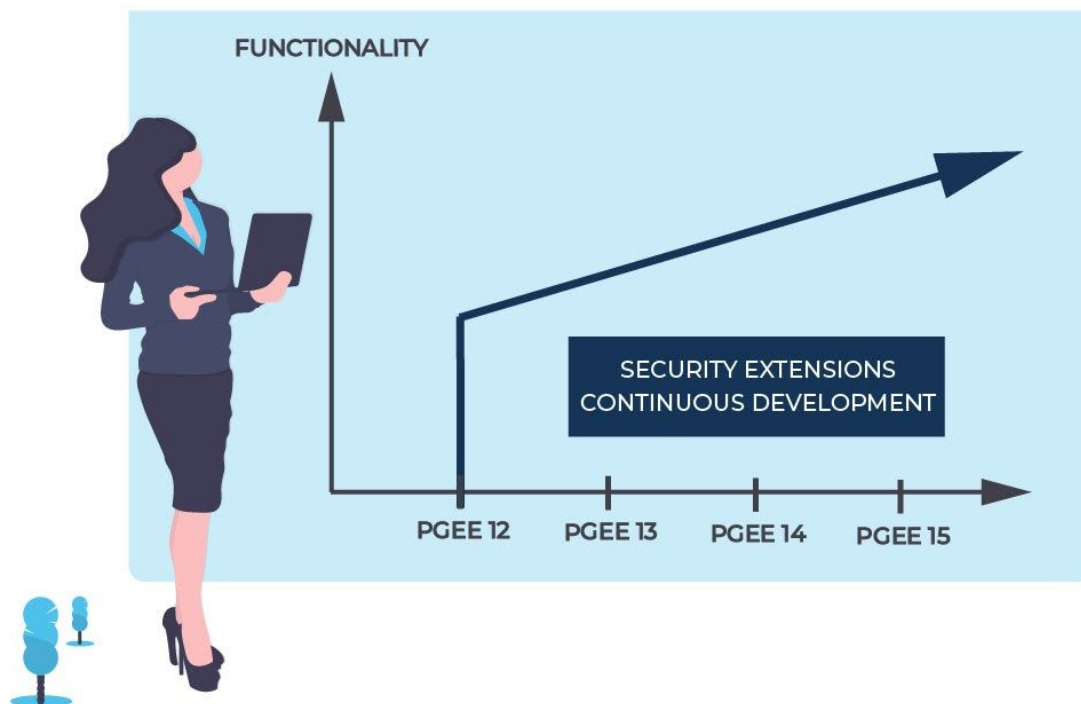 FUNCTIONALITY
SECURITY EXTENSIONS
CONTINUOUS DEVELOPMENT
PGEE 12
PGEE 13
PGEE 14
PGEE 15